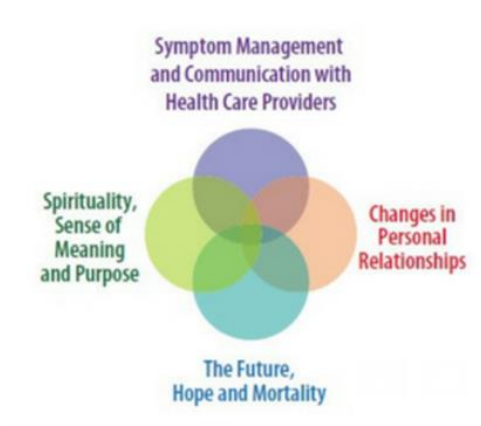 Symptom Management
and Communication with
Health Care Providers
Spirituality,
Sense of
Meaning
and Purpose
Changes in
Personal
Relationships
The Future,
Hope and Mortality